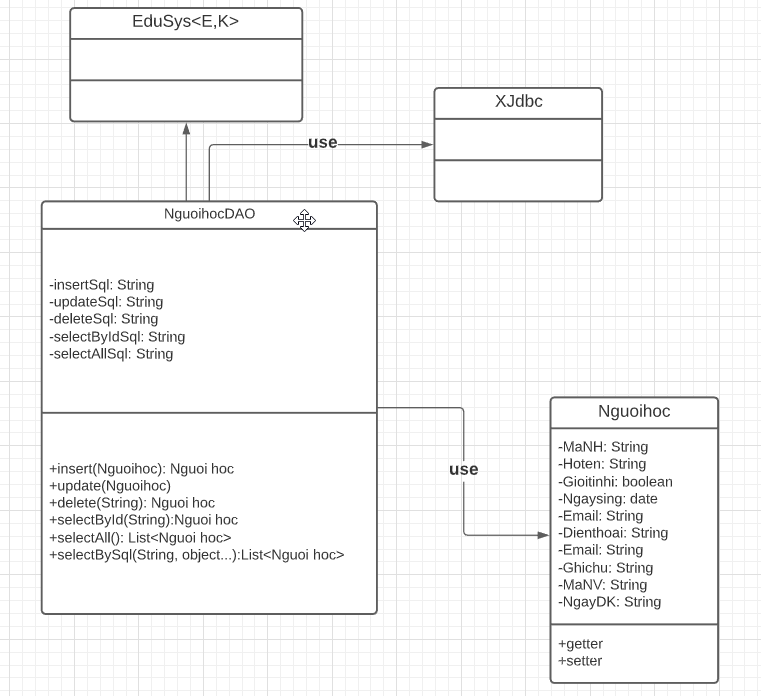 EduSys<E,K>
XJdbc
use
NguoihocDAO
-insertSql: String
-updateSql: String
-deleteSql: String
-selectByIdSql: String
-selectAllSql: String
+insert(Nguoihoc): Nguoi hoc
+update(Nguoihoc)
+delete(String): Nguoi hoc
+selectById(String):Nguoi hoc
+selectAll(): List<Nguoi hoc>
+selectBySql(String, object...):List<Nguoi hoc>
use
Nguoihoc
-MaNH: String
-Hoten: String
-Gioitinhi: boolean
-Ngaysing: date
-Email: String
-Dienthoai: String
-Email: String
-Ghichu: String
-MaNV: String
-NgayDK: String
+getter
+setter